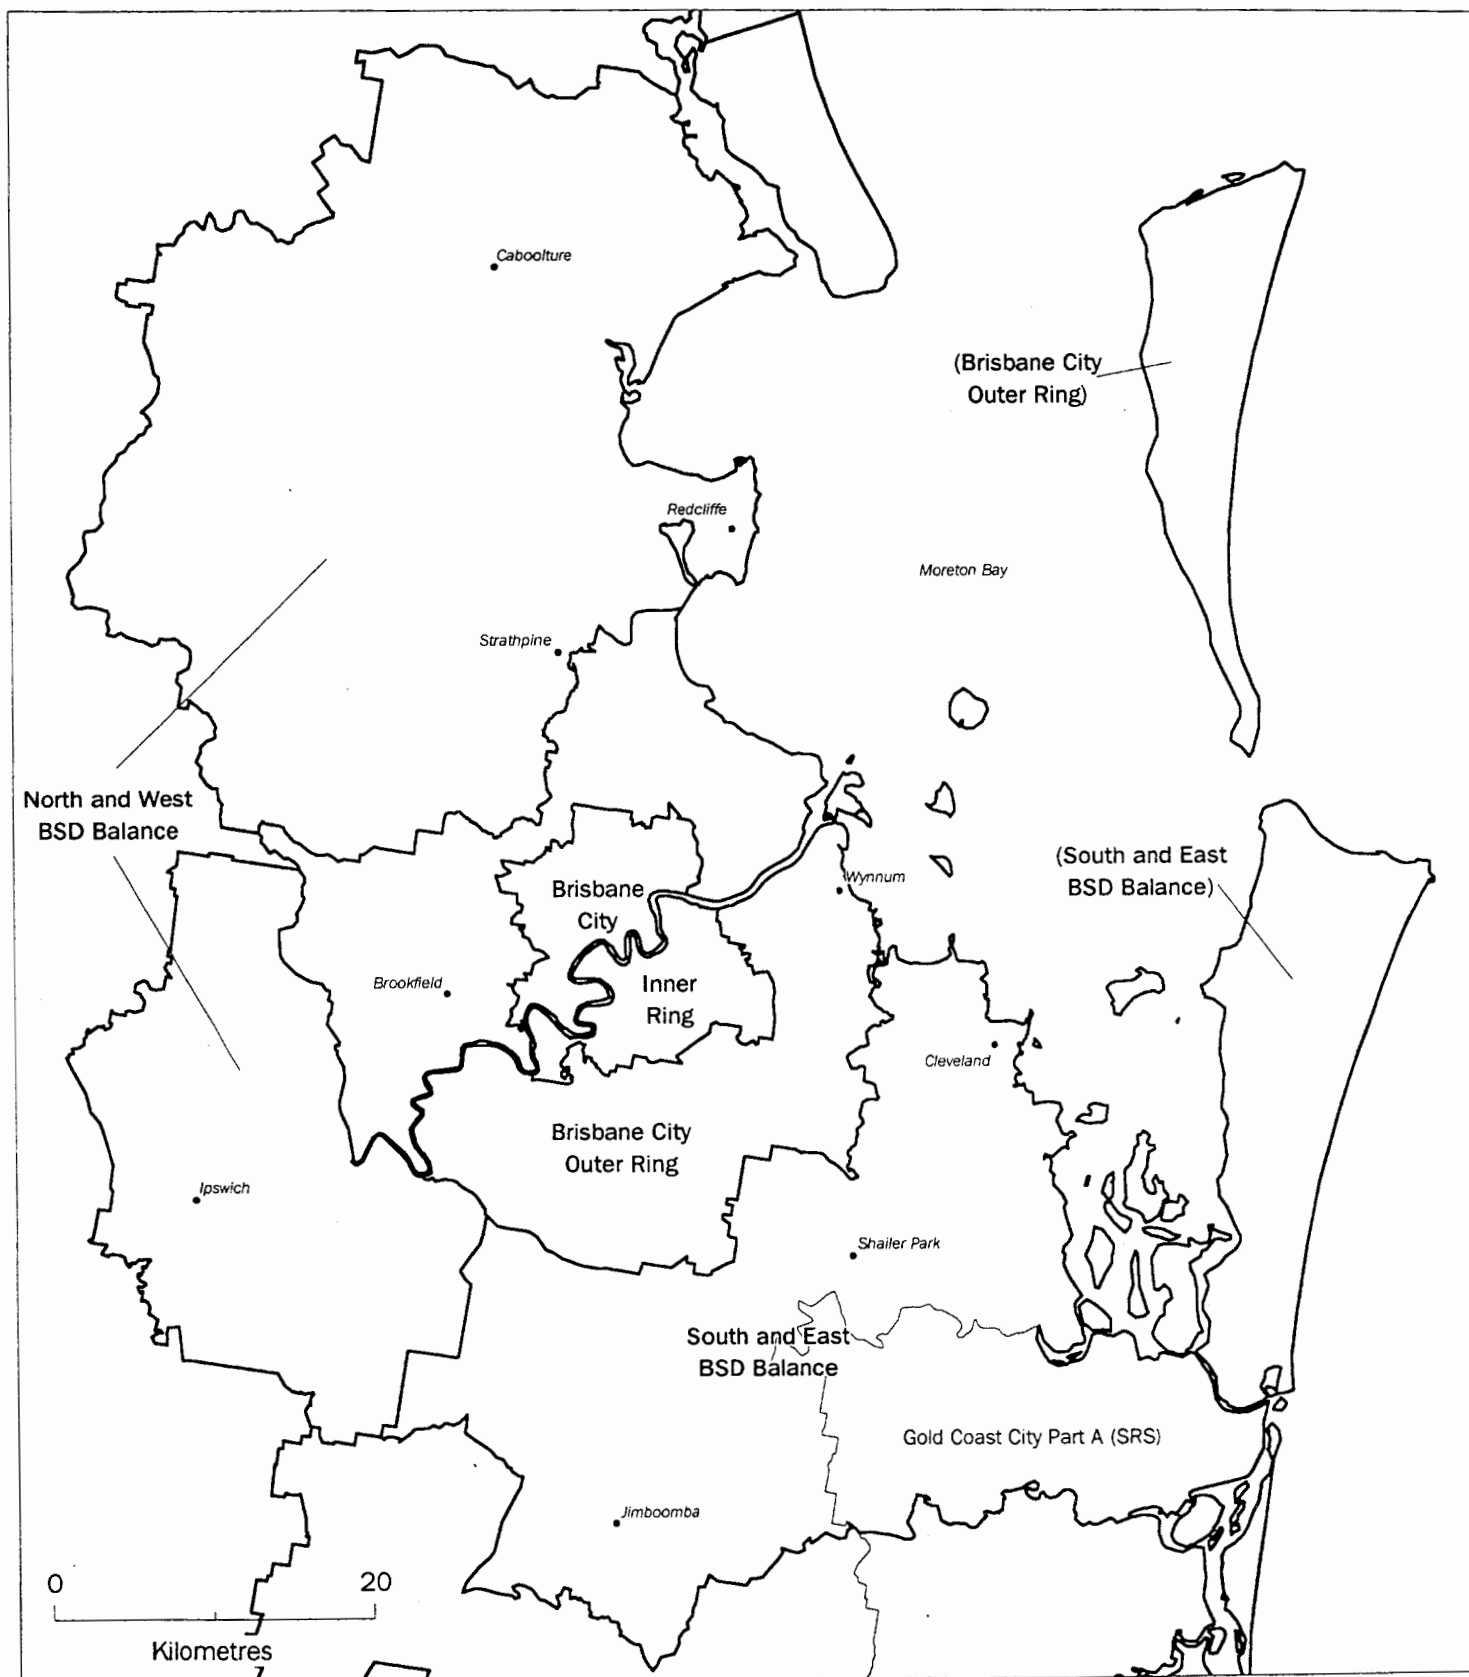 Caboolture
(Brisbane City
Outer Ring)
Redcliffe
Moreton Bay
Strathpine
North and West
BSD Balance
(South and East
BSD Balance)
Wynnum
Brisbane
City
Brookfield
Inner
Ring
Cleveland
Brisbane City
Outer Ring
Ipswich
Shailer Park
South and East
BSD Balance
Gold Coast City Part A (SRS)
Jimboomba
0 20
Kilometres